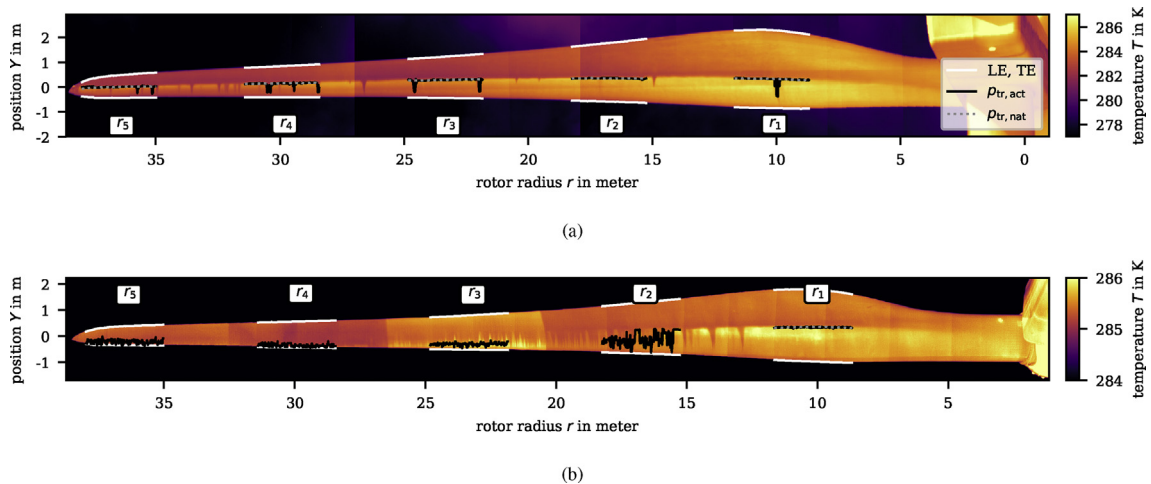 2
1
0
-1
-2
position Y in m
r5 r4 r3 r2 r1
LE, TE
ptr, act
ptr, nat
35 30 25 20 15 10 5 0
rotor radius r in meter
286
284
282
280
278
temperature T in K
(a)
2
1
0
-1
position Y in m
r5 r4 r3 r2 r1
35 30 25 20 15 10 5
rotor radius r in meter
286
285
284
temperature T in K
(b)